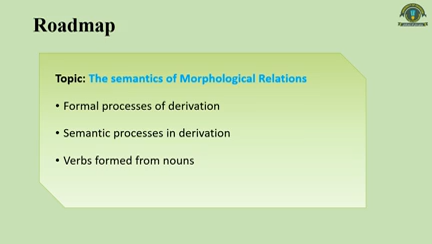 Roadmap
Topic: The semantics of Morphological Relations
• Formal processes of derivation
• Semantic processes in derivation
• Verbs formed from nouns